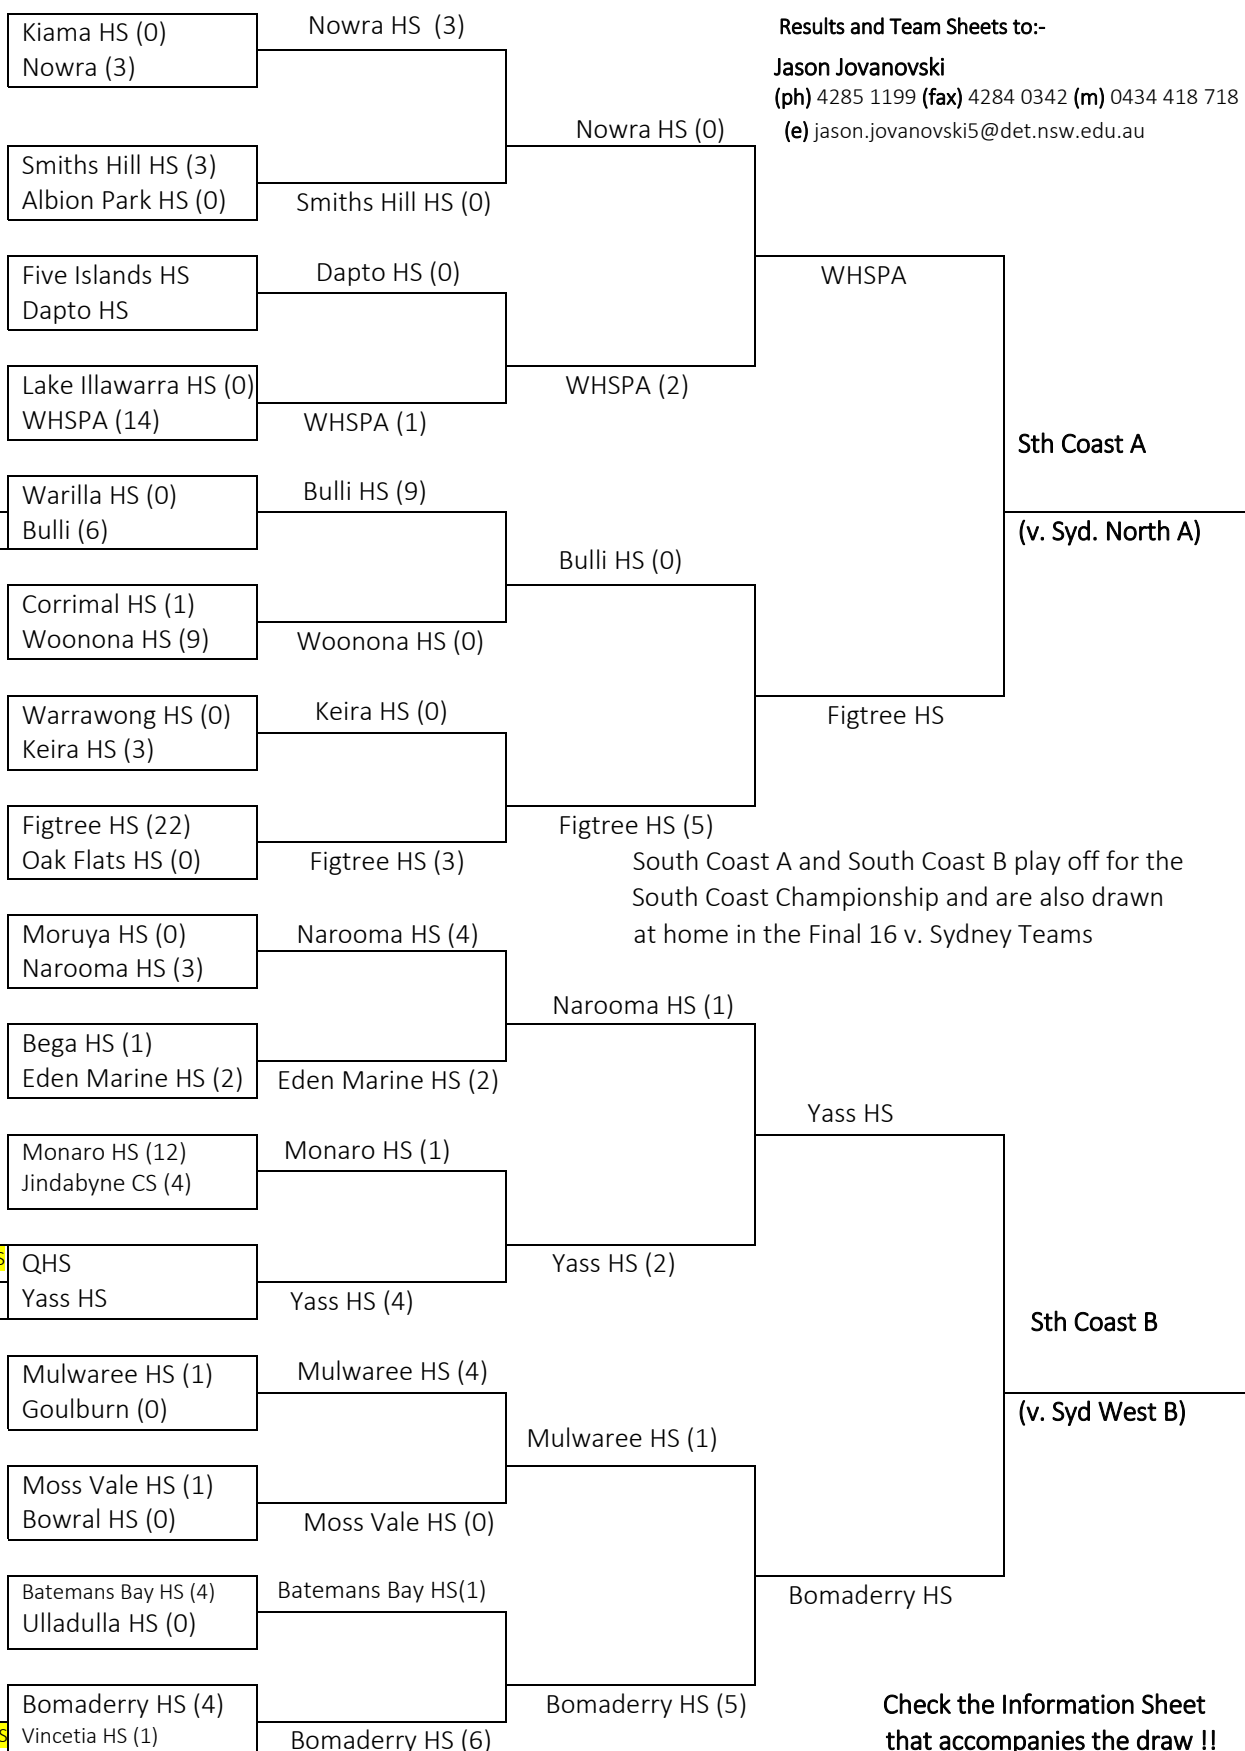 Kiama HS (0)
Nowra (3)
Nowra HS  (3)
Results and Team Sheets to:-
Jason Jovanovski
(ph) 4285 1199 (fax) 4284 0342 (m) 0434 418 718
(e) jason.jovanovski5@det.nsw.edu.au
Nowra HS (0)
Smiths Hill HS (3)
Albion Park HS (0)
Smiths Hill HS (0)
Five Islands HS
Dapto HS
Dapto HS (0)
WHSPA
Lake Illawarra HS (0)
WHSPA (14)
WHSPA (1)
WHSPA (2)
Sth Coast A
(v. Syd. North A)
Warilla HS (0)
Bulli (6)
Bulli HS (9)
Bulli HS (0)
Corrimal HS (1)
Woonona HS (9)
Woonona HS (0)
Warrawong HS (0)
Keira HS (3)
Keira HS (0)
Figtree HS
Figtree HS (22)
Oak Flats HS (0)
Figtree HS (3)
Figtree HS (5)
South Coast A and South Coast B play off for the
South Coast Championship and are also drawn
at home in the Final 16 v. Sydney Teams
Moruya HS (0)
Narooma HS (3)
Narooma HS (4)
Narooma HS (1)
Bega HS (1)
Eden Marine HS (2)
Eden Marine HS (2)
Yass HS
Monaro HS (12)
Jindabyne CS (4)
Monaro HS (1)
QHS
Yass HS
Yass HS (4)
Yass HS (2)
Sth Coast B
(v. Syd West B)
Mulwaree HS (1)
Goulburn (0)
Mulwaree HS (4)
Mulwaree HS (1)
Moss Vale HS (1)
Bowral HS (0)
Moss Vale HS (0)
Batemans Bay HS (4)
Ulladulla HS (0)
Batemans Bay HS(1)
Bomaderry HS
Bomaderry HS (4)
Vincetia HS (1)
Bomaderry HS (6)
Bomaderry HS (5)
Check the Information Sheet
that accompanies the draw !!